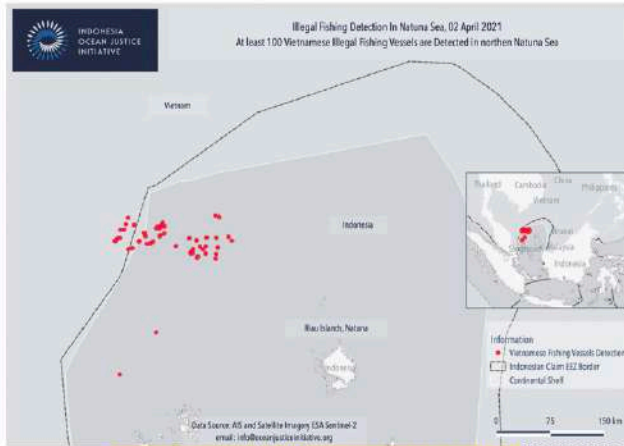 INDONESIA
OCEAN JUSTICE
INITIATIVE
Illegal Fishing Detection In Natuna Sea, 02 April 2021
At least 100 Vietnamese Illegal Fishing Vessels are Detected in northen Natuna Sea
Vietnam
Indonesia
Thailand
Cambodia
China
Philippines
Vietnam
Brunei
Malaysia
Indonesia
Riau Islands, Natuna
Indonesia
Information
Vietnamese Fishing Vessels Detection
Indonesian Claim EEZ Border
Continental Shelf
Data Source: AIS and Satellite Imagery ESA Sentinel-2
email : info@oceanjusticeinitiative.org
0 75 150 km